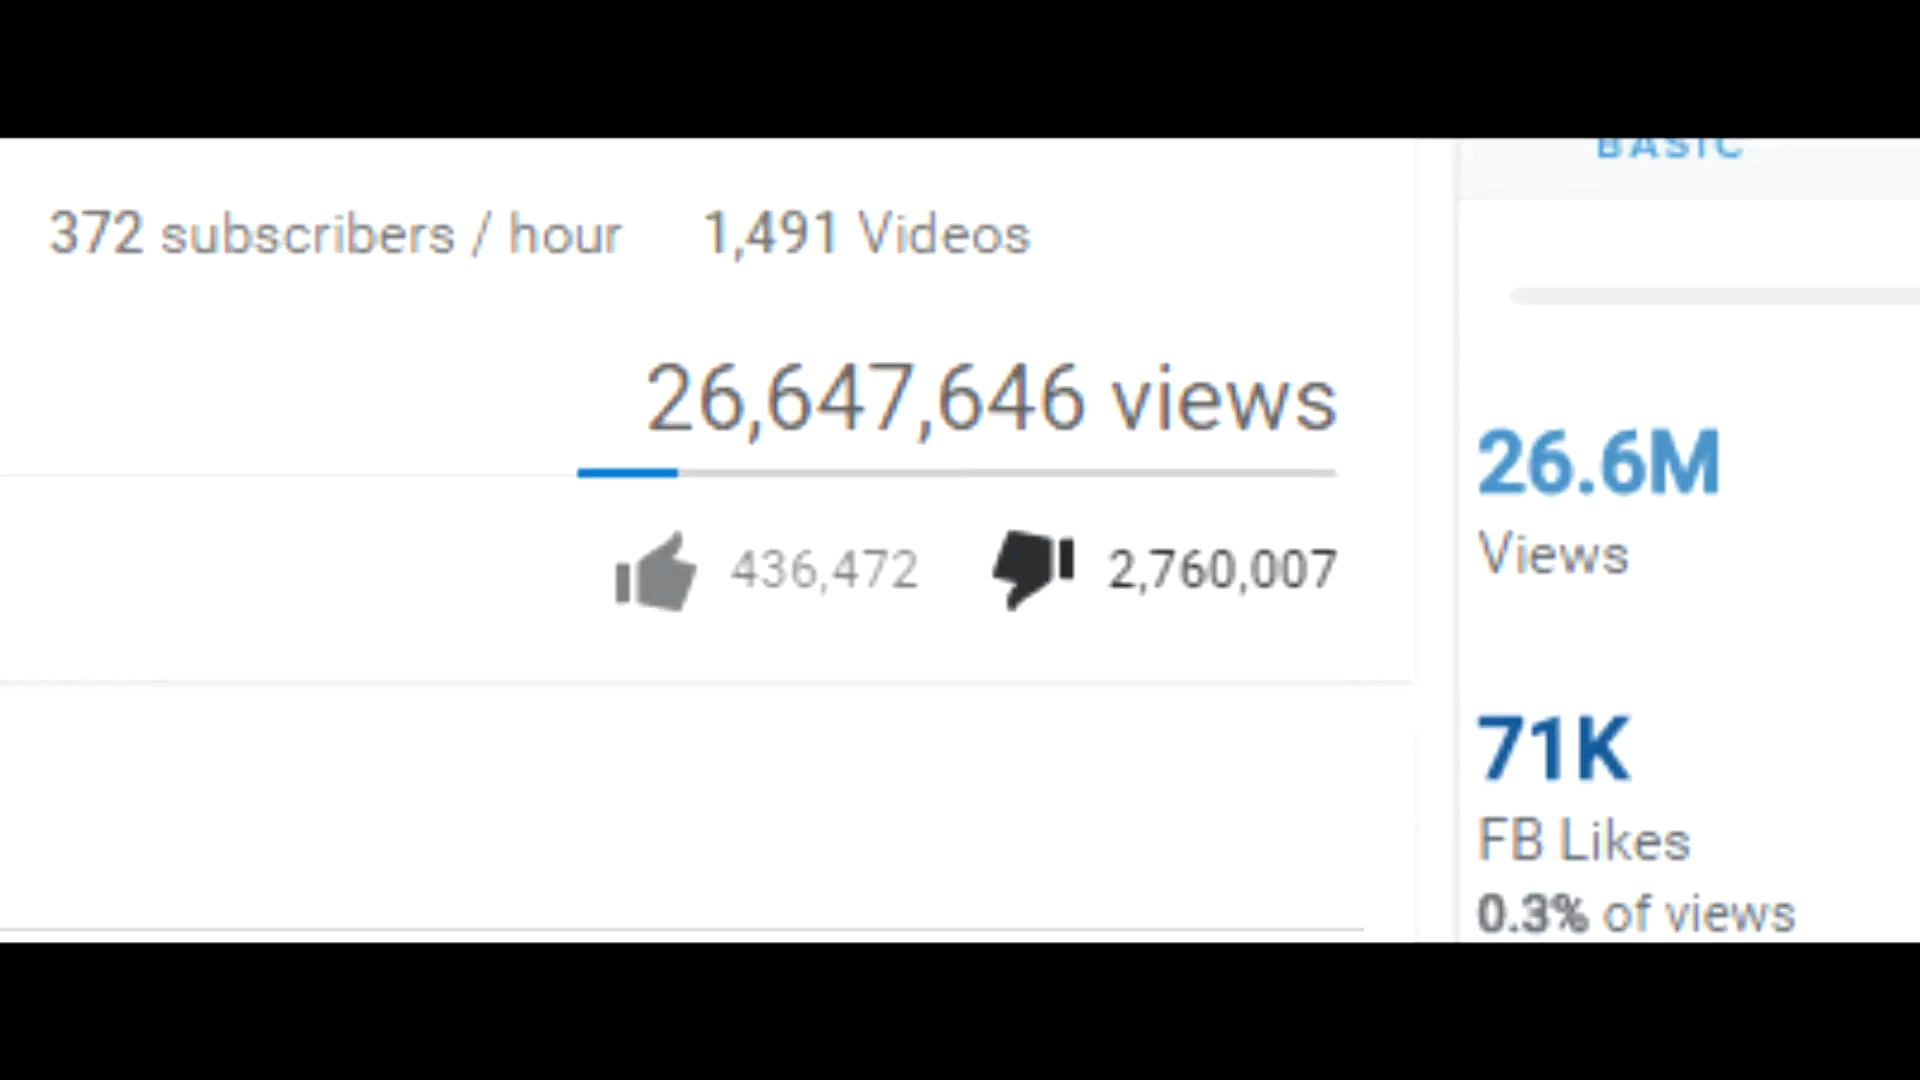 BASIC
372 subscribers / hour 1,491 Videos
26,647,646 views
436,472 2,760,007
26.6M
Views
71K
FB Likes
0.3% of views